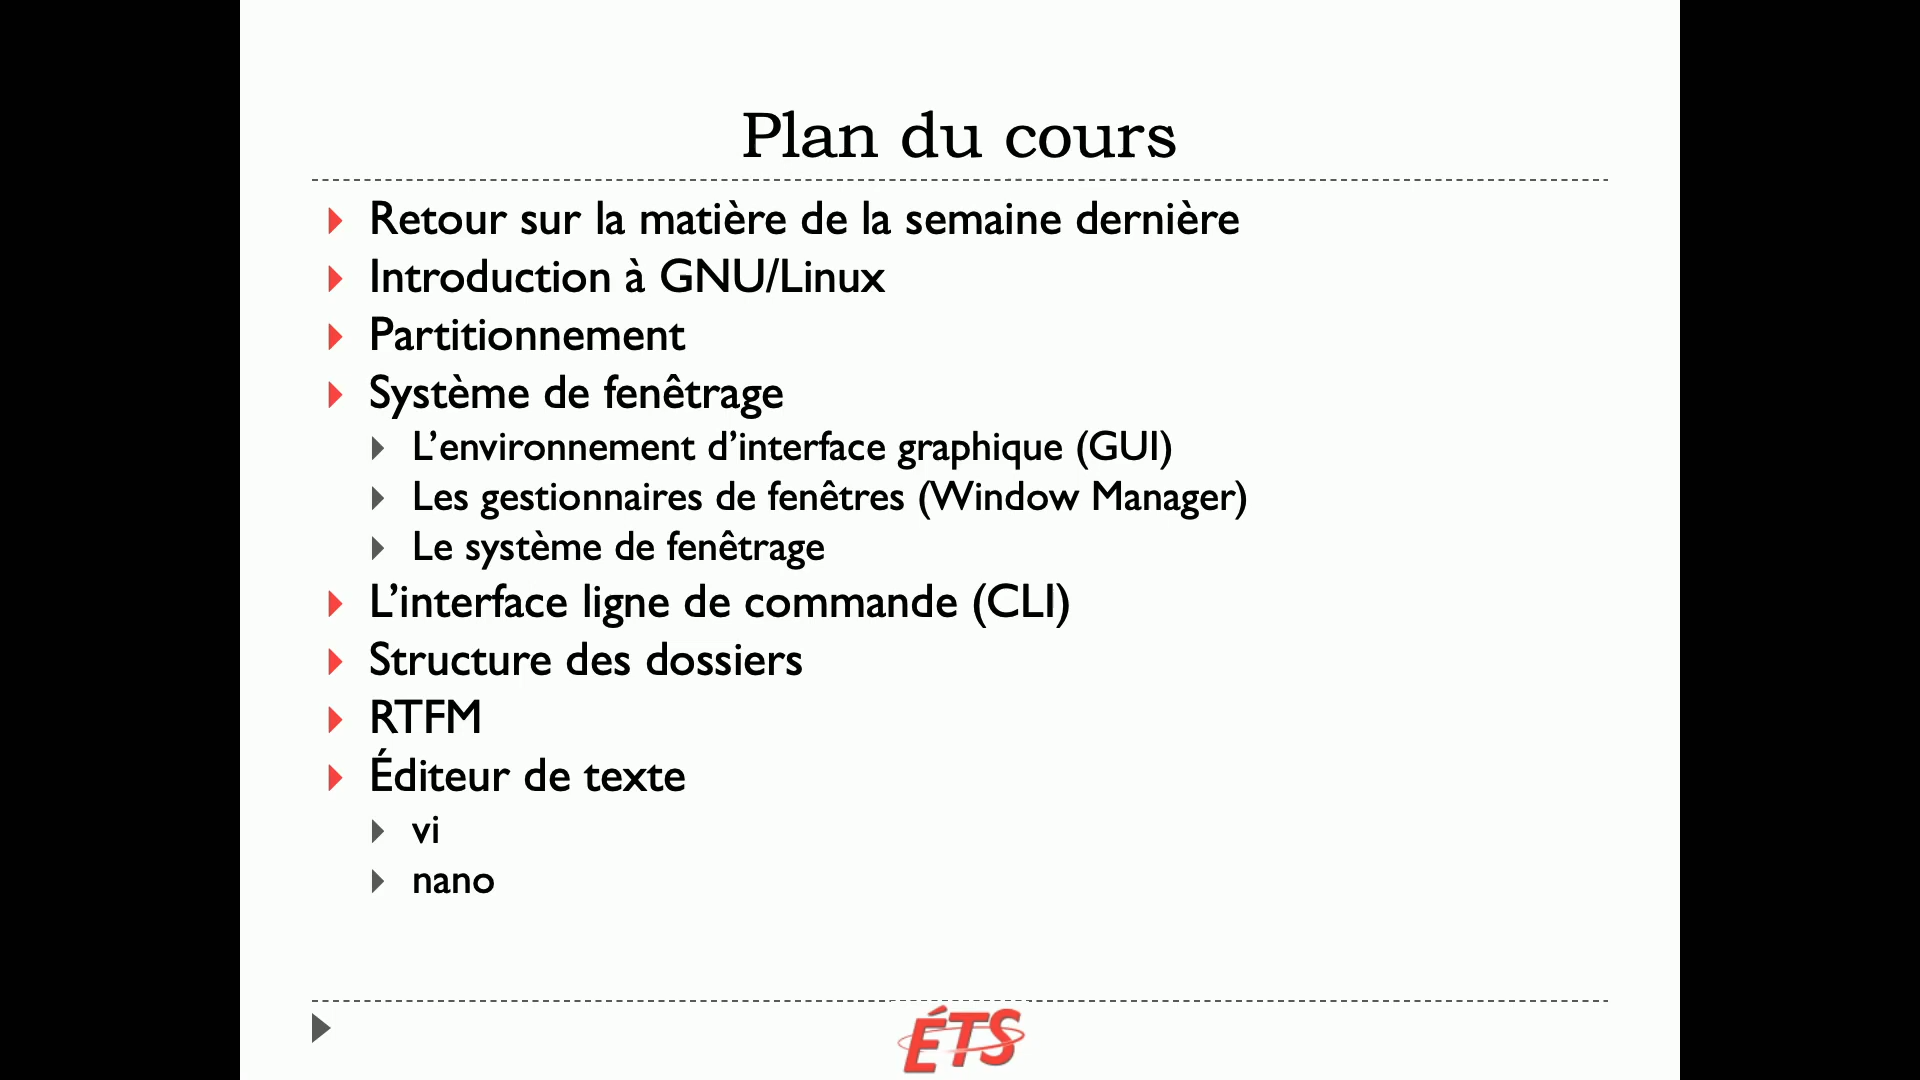 Plan du cours
Retour sur la matière de la semaine dernière
Introduction à GNU/Linux
Partitionnement
Système de fenêtrage
L’environnement d’interface graphique (GUI)
Les gestionnaires de fenêtres (Window Manager)
Le système de fenêtrage
L’interface ligne de commande (CLI)
Structure des dossiers
RTFM
Éditeur de texte
vi
nano
ÉTS